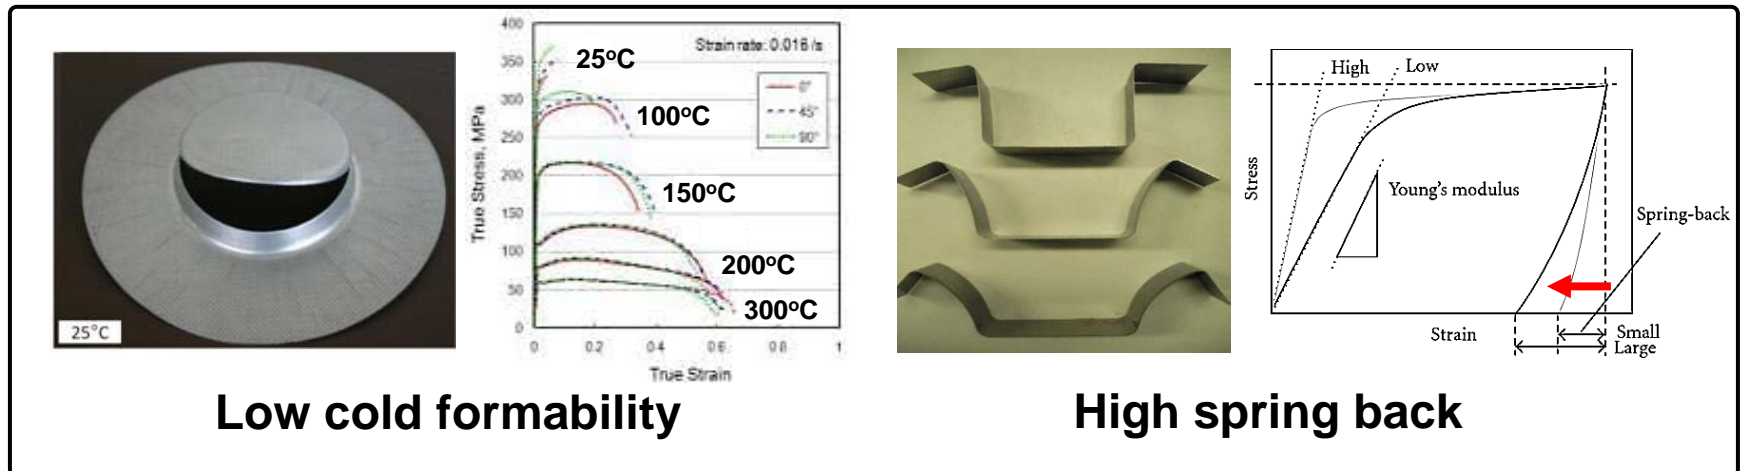 25°C
400
350
300
250
200
150
100
50
0
True Stress, MPa
Strain rate: 0.016 /s
0°
45°
90°
25°C
100°C
150°C
200°C
300°C
0
0.2
0.4
0.6
0.8
1
True Strain
Low cold formability
High
Low
Stress
Young's modulus
Spring-back
Strain
Small
Large
High spring back